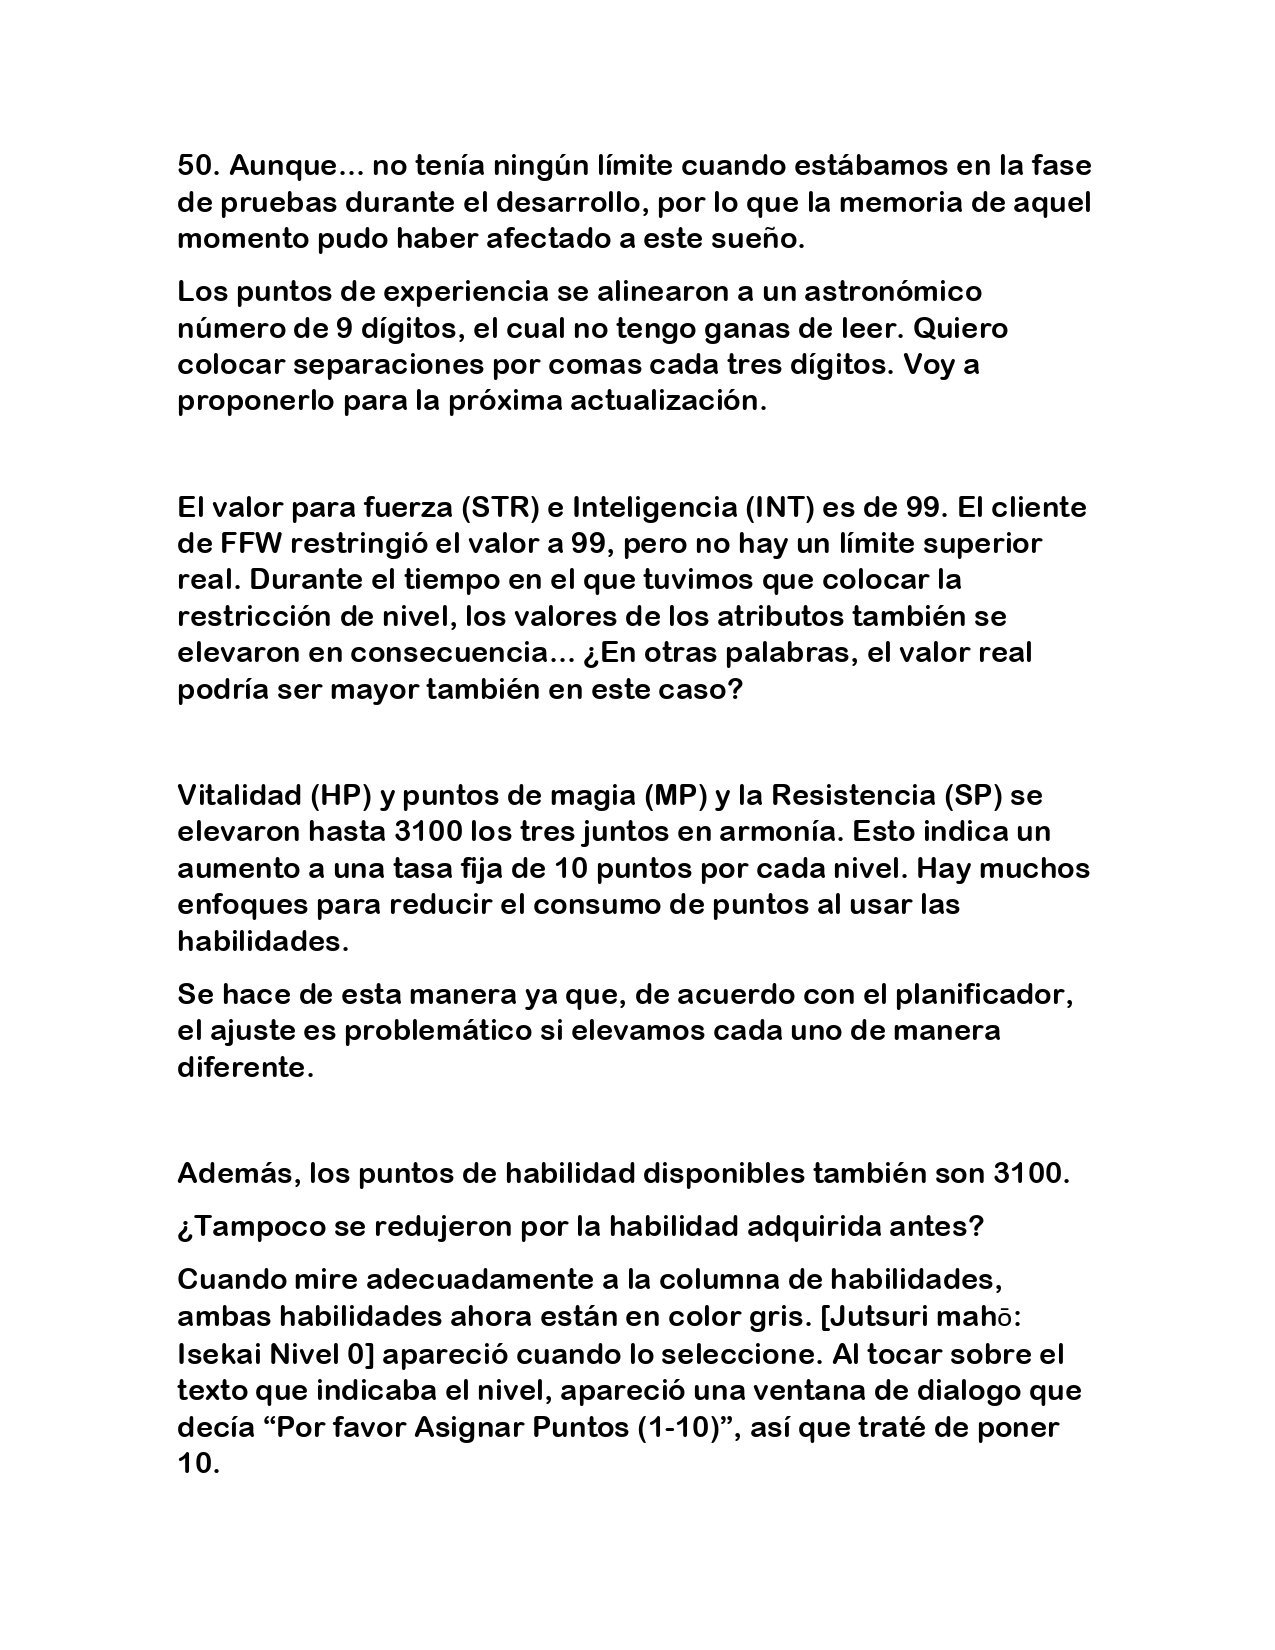 50. Aunque... no tenía ningún límite cuando estábamos en la fase
de pruebas durante el desarrollo, por lo que la memoria de aquel
momento pudo haber afectado a este sueño.
Los puntos de experiencia se alinearon a un astronómico
número de 9 dígitos, el cual no tengo ganas de leer. Quiero
colocar separaciones por comas cada tres dígitos. Voy a
proponerlo para la próxima actualización.
El valor para fuerza (STR) e Inteligencia (INT) es de 99. El cliente
de FFW restringió el valor a 99, pero no hay un límite superior
real. Durante el tiempo en el que tuvimos que colocar la
restricción de nivel, los valores de los atributos también se
elevaron en consecuencia... ¿En otras palabras, el valor real
podría ser mayor también en este caso?
Vitalidad (HP) y puntos de magia (MP) y la Resistencia (SP) se
elevaron hasta 3100 los tres juntos en armonía. Esto indica un
aumento a una tasa fija de 10 puntos por cada nivel. Hay muchos
enfoques para reducir el consumo de puntos al usar las
habilidades.
Se hace de esta manera ya que, de acuerdo con el planificador,
el ajuste es problemático si elevamos cada uno de manera
diferente.
Además, los puntos de habilidad disponibles también son 3100.
¿Tampoco se redujeron por la habilidad adquirida antes?
Cuando mire adecuadamente a la columna de habilidades,
ambas habilidades ahora están en color gris. [Jutsuri mahō:
Isekai Nivel 0] apareció cuando lo seleccione. Al tocar sobre el
texto que indicaba el nivel, apareció una ventana de dialogo que
decía “Por favor Asignar Puntos (1-10)”, así que traté de poner
10.